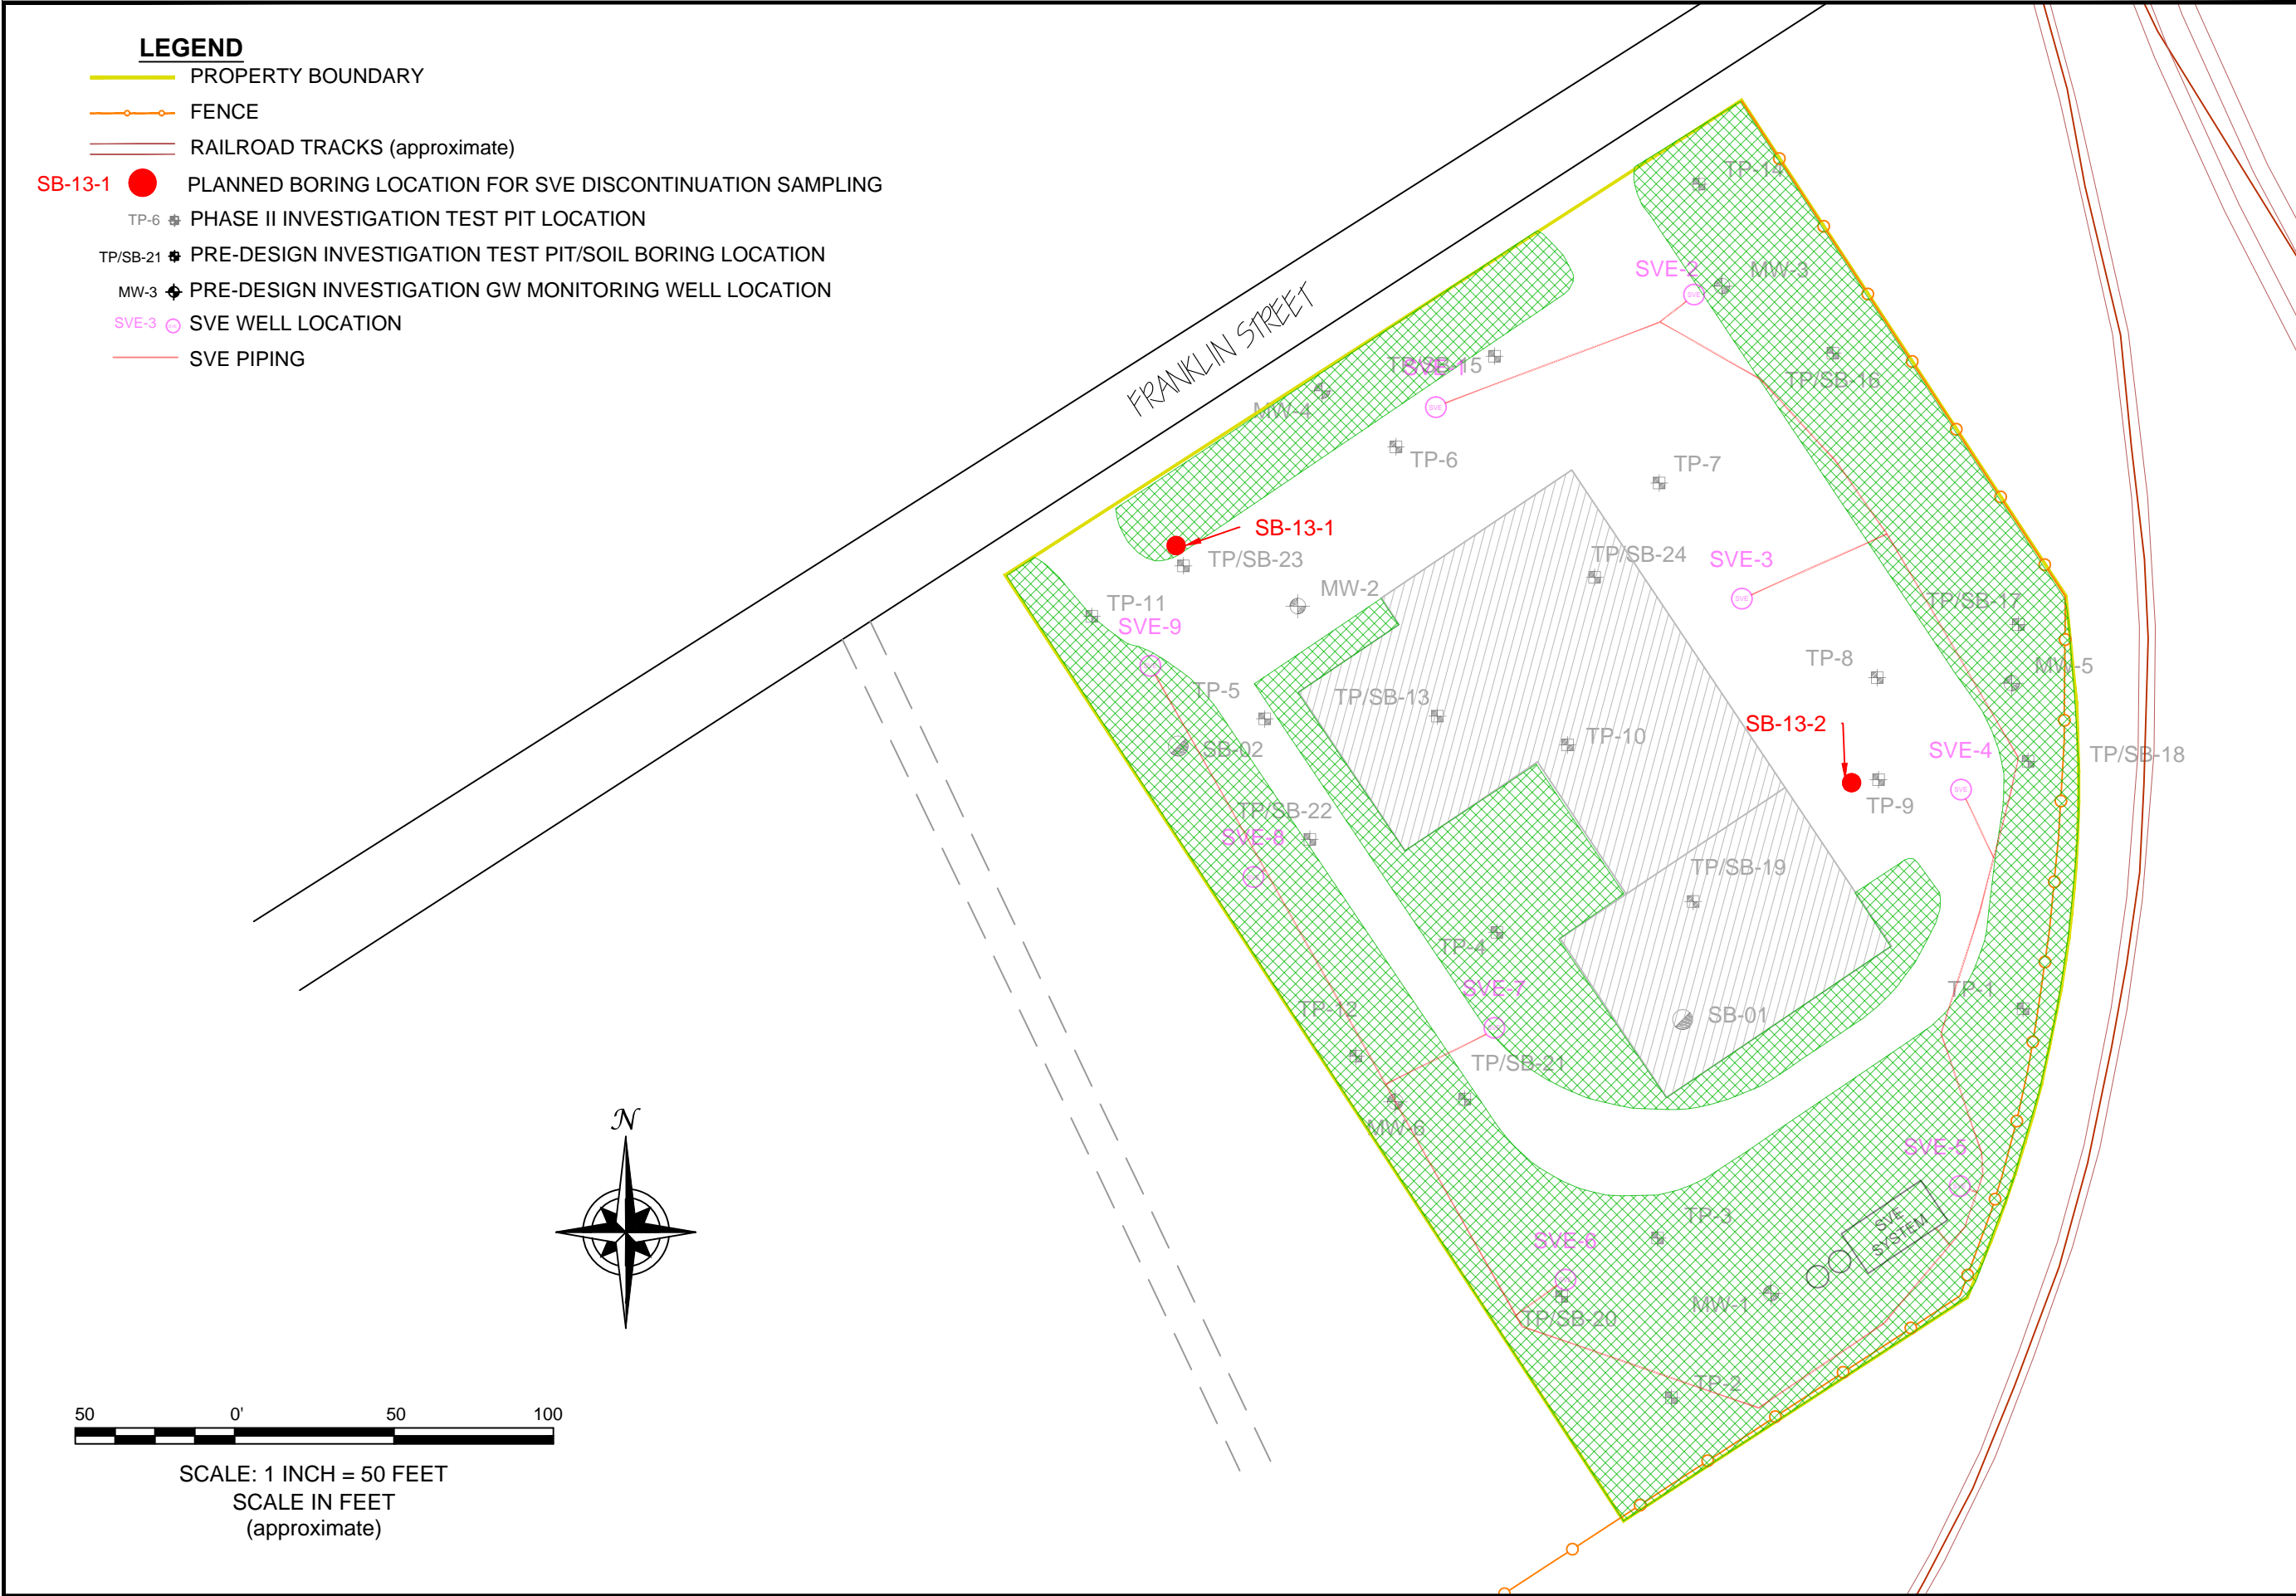 LEGEND
PROPERTY BOUNDARY
FENCE
RAILROAD TRACKS (approximate)
SB-13-1 PLANNED BORING LOCATION FOR SVE DISCONTINUATION SAMPLING
TP-6 PHASE II INVESTIGATION TEST PIT LOCATION
TP/SB-21 PRE-DESIGN INVESTIGATION TEST PIT/SOIL BORING LOCATION
MW-3 PRE-DESIGN INVESTIGATION GW MONITORING WELL LOCATION
SVE-3 SVE WELL LOCATION
SVE PIPING
FRANKLIN STREET
TP-14
SVE-2
MW-3
SVE
TP/SB-15
SVE-1
SVE
MW-4
TP/SB-16
TP-6
TP-7
SB-13-1
TP/SB-23
TP/SB-24
SVE-3
SVE
MW-2
TP-11
SVE-9
TP/SB-17
TP-8
MW-5
TP-5
TP/SB-13
SB-13-2
SB-02
TP-10
SVE-4
SVE
TP/SB-18
TP-9
TP/SB-22
SVE-8
TP/SB-19
TP-4
SVE-7
TP-1
TP-12
SB-01
TP/SB-21
MW-6
SVE-5
TP-3
SVE
SYSTEM
SVE-6
MW-1
TP/SB-20
TP-2
N
50 0' 50 100
SCALE: 1 INCH = 50 FEET
SCALE IN FEET
(approximate)